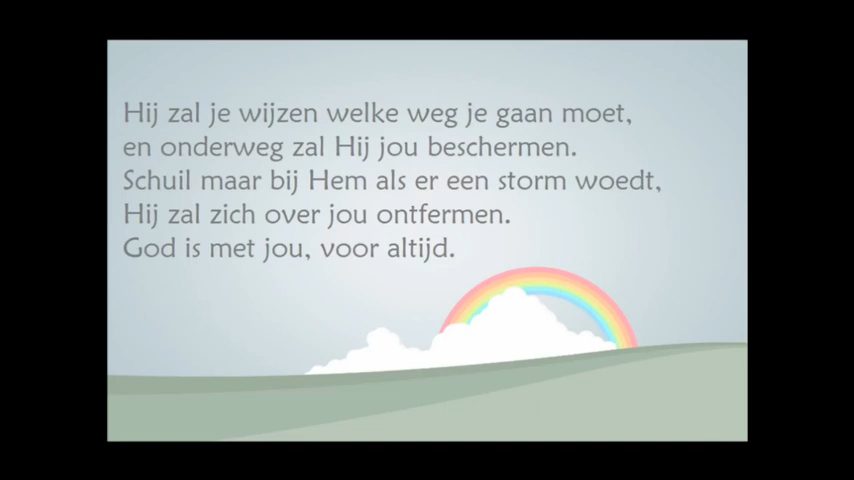 Hij zal je wijzen welke weg je gaan moet,
en onderweg zal Hij jou beschermen.
Schuil maar bij Hem als er een storm woedt,
Hij zal zich over jou ontfermen.
God is met jou, voor altijd.